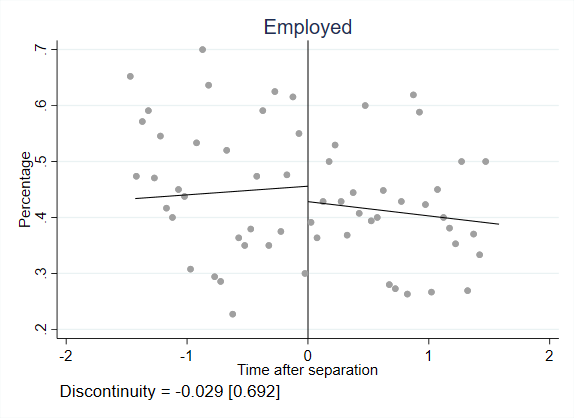 Employed
Percentage
.7
.6
.5
.4
.3
.2
-2 -1 0 1 2
Time after separation
Discontinuity = -0.029 [0.692]